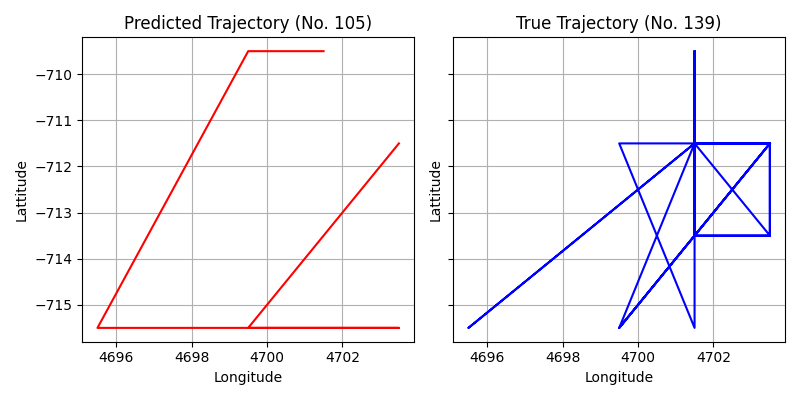 Predicted Trajectory (No. 105)
True Trajectory (No. 139)
−710
−711
−712
−713
−714
−715
Lattitude
Lattitude
4696
4698
4700
4702
4696
4698
4700
4702
Longitude
Longitude